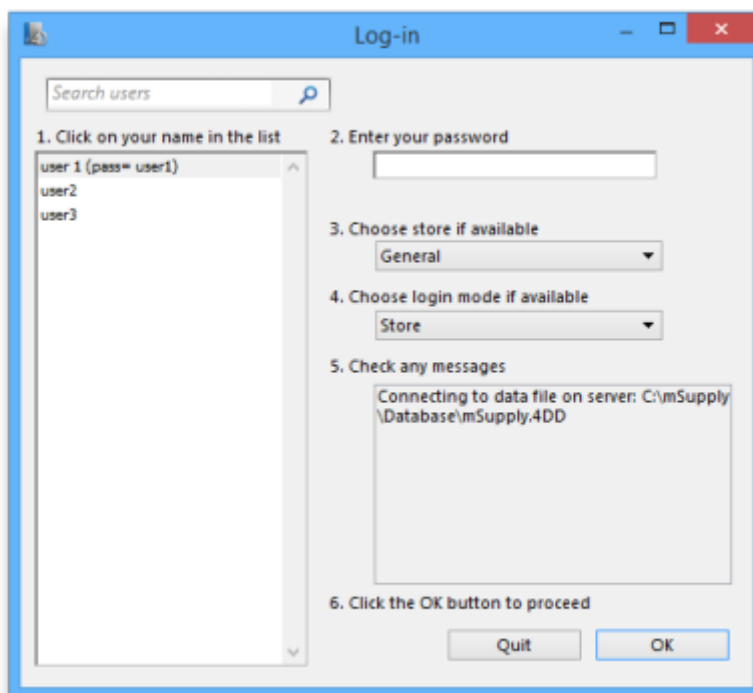 Log-in
Search users
1. Click on your name in the list
user 1 (pass= user1)
user2
user3
2. Enter your password
3. Choose store if available
General
4. Choose login mode if available
Store
5. Check any messages
Connecting to data file on server: C:\mSupply
\Database\mSupply.4DD
6. Click the OK button to proceed
Quit
OK